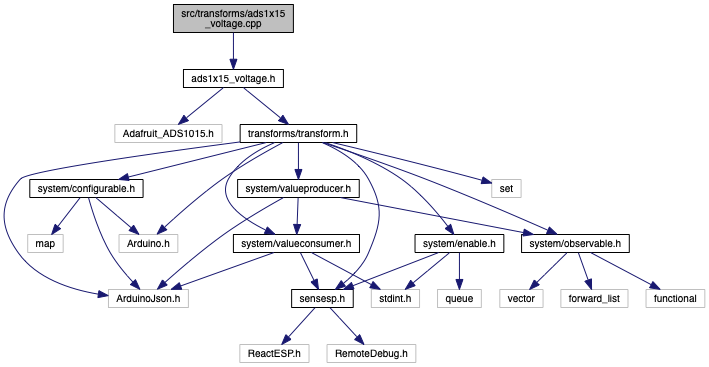 src/transforms/ads1x15
_voltage.cpp
ads1x15_voltage.h
Adafruit_ADS1015.h
transforms/transform.h
system/configurable.h
system/valueproducer.h
set
map
Arduino.h
system/valueconsumer.h
system/enable.h
system/observable.h
ArduinoJson.h
sensesp.h
stdint.h
queue
vector
forward_list
functional
ReactESP.h
RemoteDebug.h